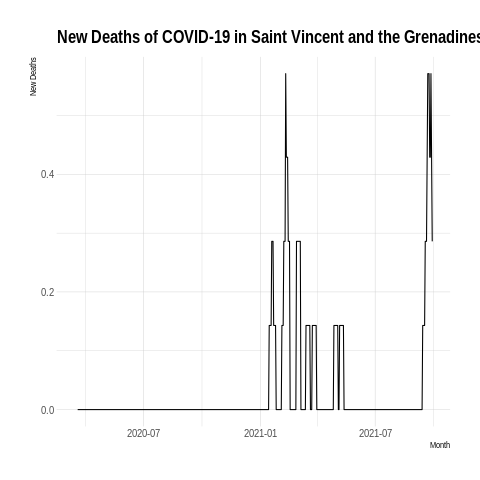 New Deaths of COVID-19 in Saint Vincent and the Grenadines
New Deaths
0.4
0.2
0.0
2020-07
2021-01
2021-07
Month